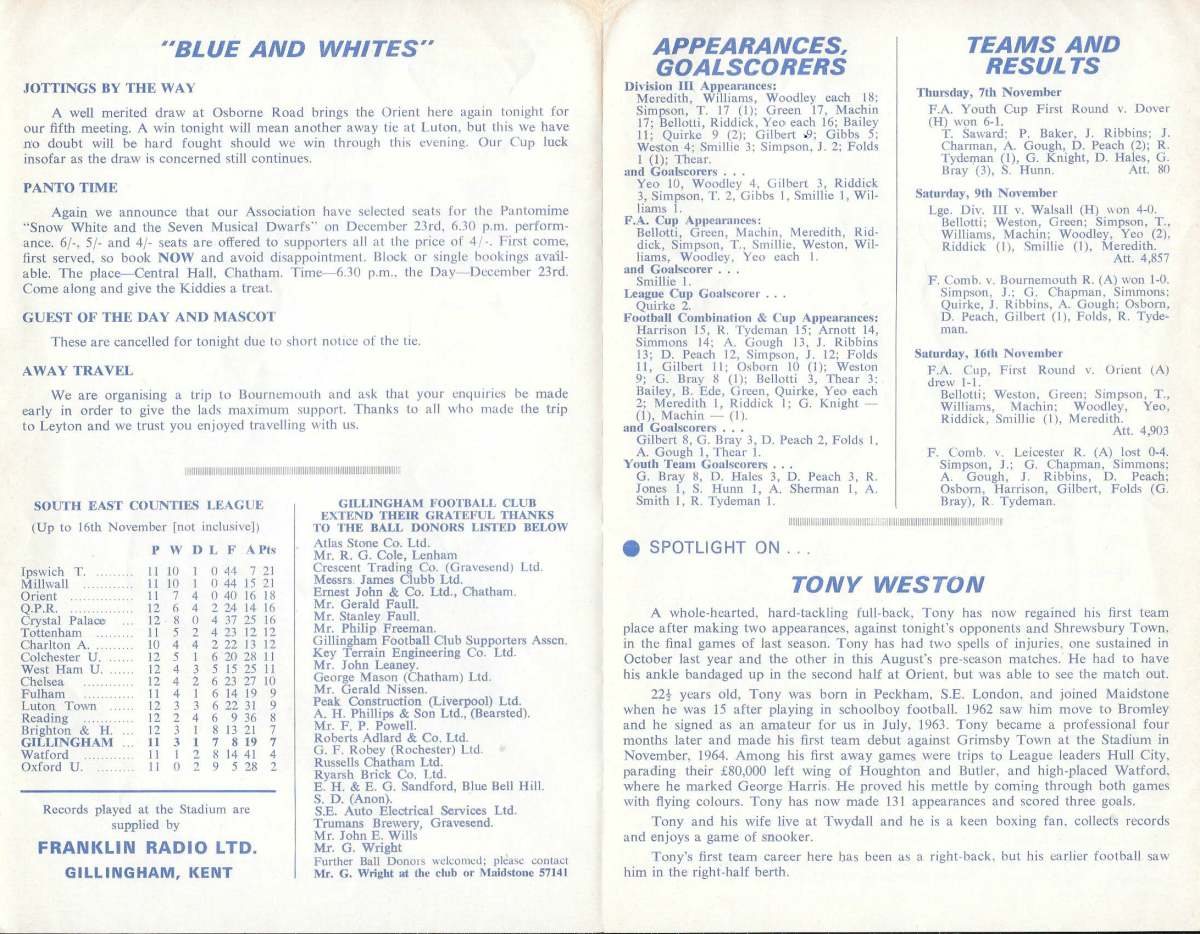 "BLUE AND WHITES"
JOTTINGS BY THE WAY
A well merited draw at Osborne Road brings the Orient here again tonight for
our fifth meeting. A win tonight will mean another away tie at Luton, but this we have
no doubt will be hard fought should we win through this evening. Our Cup luck
insofar as the draw is concerned still continues.
PANTO TIME
Again we announce that our Association have selected seats for the Pantomime
"Snow White and the Seven Musical Dwarfs" on December 23rd, 6.30 p.m. perform-
ance. 6/-, 5/- and 4/- seats are offered to supporters all at the price of 4/-. First come,
first served, so book NOW and avoid disappointment. Block or single bookings avail-
able. The place—Central Hall, Chatham. Time—6.30 p.m., the Day—December 23rd.
Come along and give the Kiddies a treat.
GUEST OF THE DAY AND MASCOT
These are cancelled for tonight due to short notice of the tie.
AWAY TRAVEL
We are organising a trip to Bournemouth and ask that your enquiries be made
early in order to give the lads maximum support. Thanks to all who made the trip
to Leyton and we trust you enjoyed travelling with us.
SOUTH EAST COUNTIES LEAGUE
(Up to 16th November [not inclusive])
P W D L F A Pts
Ipswich T. ......... 11 10 1 0 44 7 21
Millwall ............ 11 10 1 0 44 15 21
Orient ............... 11 7 4 0 40 16 18
Q.P.R. ............... 12 6 4 2 24 14 16
Crystal Palace ... 12 8 0 4 37 25 16
Tottenham ......... 11 5 2 4 23 12 12
Charlton A. ......... 10 4 4 2 22 13 12
Colchester U. ...... 12 5 1 6 20 28 11
West Ham U. ...... 12 4 3 5 15 25 11
Chelsea ............ 12 4 2 6 23 27 10
Fulham ............ 11 4 1 6 14 19 9
Luton Town ...... 12 3 3 6 22 31 9
Reading ............ 12 2 4 6 9 36 8
Brighton & H. ... 12 3 1 8 13 21 7
GILLINGHAM ... 11 3 1 7 8 19 7
Watford ............ 11 1 2 8 14 41 4
Oxford U. ......... 11 0 2 9 5 28 2
Records played at the Stadium are
supplied by
FRANKLIN RADIO LTD.
GILLINGHAM, KENT
GILLINGHAM FOOTBALL CLUB
EXTEND THEIR GRATEFUL THANKS
TO THE BALL DONORS LISTED BELOW
Atlas Stone Co. Ltd.
Mr. R. G. Cole, Lenham
Crescent Trading Co. (Gravesend) Ltd.
Messrs. James Clubb Ltd.
Ernest John & Co. Ltd., Chatham.
Mr. Gerald Faull.
Mr. Stanley Faull.
Mr. Philip Freeman.
Gillingham Football Club Supporters Assen.
Key Terrain Engineering Co. Ltd.
Mr. John Leaney.
George Mason (Chatham) Ltd.
Mr. Gerald Nissen.
Peak Construction (Liverpool) Ltd.
A. H. Phillips & Son Ltd., (Bearsted).
Mr. F. P. Powell.
Roberts Adlard & Co. Ltd.
G. F. Robey (Rochester) Ltd.
Russells Chatham Ltd.
Ryarsh Brick Co. Ltd.
E. H. & E. G. Sandford, Blue Bell Hill.
S. D. (Anon).
S.E. Auto Electrical Services Ltd.
Trumans Brewery, Gravesend.
Mr. John E. Wills
Mr. G. Wright
Further Ball Donors welcomed; please contact
Mr. G. Wright at the club or Maidstone 57141
APPEARANCES,
GOALSCORERS
Division III Appearances:
Meredith, Williams, Woodley each 18;
Simpson, T. 17 (1); Green 17, Machin
17; Bellotti, Riddick, Yeo each 16; Bailey
11; Quirke 9 (2); Gilbert 9; Gibbs 5;
Weston 4; Smillie 3; Simpson, J. 2; Folds
1 (1); Thear.
and Goalscorers . . .
Yeo 10, Woodley 4, Gilbert 3, Riddick
3, Simpson, T. 2, Gibbs 1, Smillie 1, Wil-
liams 1.
F.A. Cup Appearances:
Bellotti, Green, Machin, Meredith, Rid-
dick, Simpson, T., Smillie, Weston, Wil-
liams, Woodley, Yeo each 1.
and Goalscorer . . .
Smillie 1.
League Cup Goalscorer . . .
Quirke 2.
Football Combination & Cup Appearances:
Harrison 15, R. Tydeman 15; Arnott 14,
Simmons 14; A. Gough 13, J. Ribbins
13; D. Peach 12, Simpson, J. 12; Folds
11, Gilbert 11; Osborn 10 (1); Weston
9; G. Bray 8 (1); Bellotti 3, Thear 3;
Bailey, B. Ede, Green, Quirke, Yeo each
2; Meredith 1, Riddick 1; G. Knight —
(1), Machin — (1).
and Goalscorers . . .
Gilbert 8, G. Bray 3, D. Peach 2, Folds 1,
A. Gough 1, Thear 1.
Youth Team Goalscorers . . .
G. Bray 8, D. Hales 3, D. Peach 3, R.
Jones 1, S. Hunn 1, A. Sherman 1, A.
Smith 1, R. Tydeman 1.
TEAMS AND
RESULTS
Thursday, 7th November
F.A. Youth Cup First Round v. Dover
(H) won 6-1.
T. Saward; P. Baker, J. Ribbins; J.
Charman, A. Gough, D. Peach (2); R.
Tydeman (1), G. Knight, D. Hales, G.
Bray (3), S. Hunn. Att. 80
Saturday, 9th November
Lge. Div. III v. Walsall (H) won 4-0.
Bellotti; Weston, Green; Simpson, T.,
Williams, Machin; Woodley, Yeo (2),
Riddick (1), Smillie (1), Meredith.
Att. 4,857
F. Comb. v. Bournemouth R. (A) won 1-0.
Simpson, J.; G. Chapman, Simmons;
Quirke, J. Ribbins, A. Gough; Osborn,
D. Peach, Gilbert (1), Folds, R. Tyde-
man.
Saturday, 16th November
F.A. Cup, First Round v. Orient (A)
drew 1-1.
Bellotti; Weston, Green; Simpson, T.,
Williams, Machin; Woodley, Yeo,
Riddick, Smillie (1), Meredith.
Att. 4,903
F. Comb. v. Leicester R. (A) lost 0-4.
Simpson, J.; G. Chapman, Simmons;
A. Gough, J. Ribbins, D. Peach;
Osborn, Harrison, Gilbert, Folds (G.
Bray), R. Tydeman.
SPOTLIGHT ON . . .
TONY WESTON
A whole-hearted, hard-tackling full-back, Tony has now regained his first team
place after making two appearances, against tonight's opponents and Shrewsbury Town,
in the final games of last season. Tony has had two spells of injuries, one sustained in
October last year and the other in this August's pre-season matches. He had to have
his ankle bandaged up in the second half at Orient, but was able to see the match out.
22½ years old, Tony was born in Peckham, S.E. London, and joined Maidstone
when he was 15 after playing in schoolboy football. 1962 saw him move to Bromley
and he signed as an amateur for us in July, 1963. Tony became a professional four
months later and made his first team debut against Grimsby Town at the Stadium in
November, 1964. Among his first away games were trips to League leaders Hull City,
parading their £80,000 left wing of Houghton and Butler, and high-placed Watford,
where he marked George Harris. He proved his mettle by coming through both games
with flying colours. Tony has now made 131 appearances and scored three goals.
Tony and his wife live at Twydall and he is a keen boxing fan, collects records
and enjoys a game of snooker.
Tony's first team career here has been as a right-back, but his earlier football saw
him in the right-half berth.